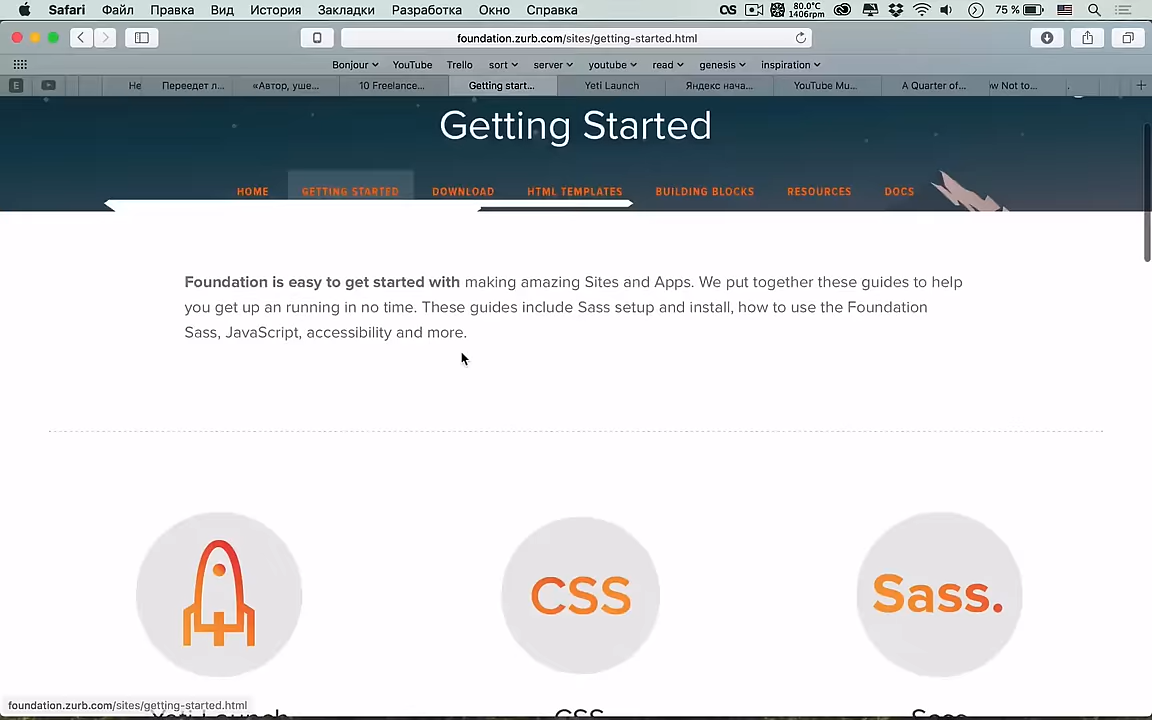 Safari Файл Правка Вид История Закладки Разработка Окно Справка 80.0°C 1406rpm 75 %
foundation.zurb.com/sites/getting-started.html
Bonjour YouTube Trello sort server youtube read genesis inspiration
E Не Переедет л... «Автор, уше... 10 Freelance... Getting start... Yeti Launch Яндекс нача... YouTube Mu... A Quarter of... ow Not to...
Getting Started
HOME GETTING STARTED DOWNLOAD HTML TEMPLATES BUILDING BLOCKS RESOURCES DOCS
Foundation is easy to get started with making amazing Sites and Apps. We put together these guides to help
you get up an running in no time. These guides include Sass setup and install, how to use the Foundation
Sass, JavaScript, accessibility and more.
CSS Sass.
Yeti Launch CSS Sass
foundation.zurb.com/sites/getting-started.html